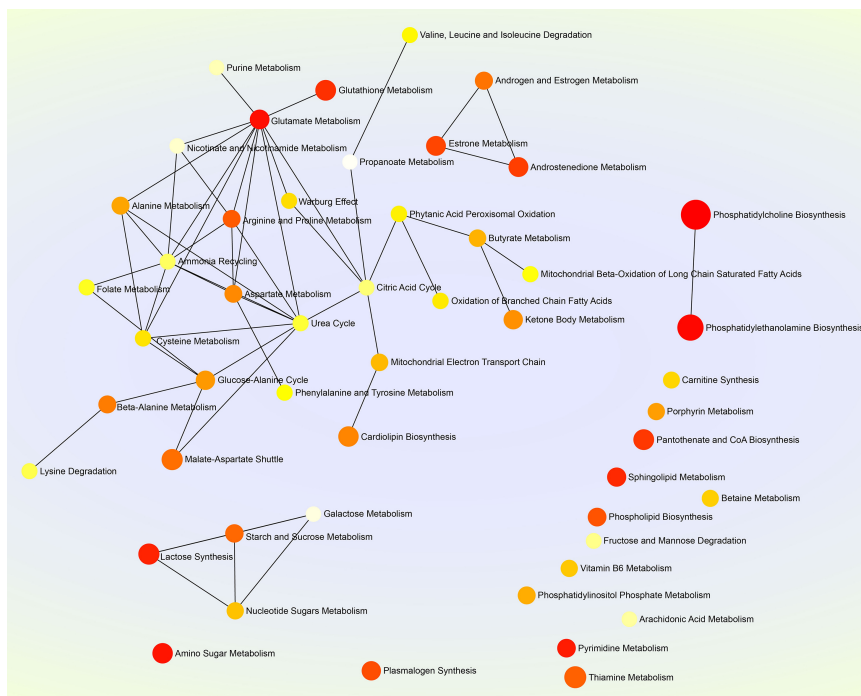 Valine, Leucine and Isoleucine Degradation
Purine Metabolism
Androgen and Estrogen Metabolism
Glutathione Metabolism
Glutamate Metabolism
Estrone Metabolism
Nicotinate and Nicotinamide Metabolism
Propanoate Metabolism
Androstenedione Metabolism
Warburg Effect
Alanine Metabolism
Phytanic Acid Peroxisomal Oxidation
Phosphatidylcholine Biosynthesis
Arginine and Proline Metabolism
Butyrate Metabolism
Ammonia Recycling
Mitochondrial Beta-Oxidation of Long Chain Saturated Fatty Acids
Folate Metabolism
Citric Acid Cycle
Aspartate Metabolism
Oxidation of Branched Chain Fatty Acids
Ketone Body Metabolism
Urea Cycle
Phosphatidylethanolamine Biosynthesis
Cysteine Metabolism
Mitochondrial Electron Transport Chain
Glucose-Alanine Cycle
Carnitine Synthesis
Phenylalanine and Tyrosine Metabolism
Beta-Alanine Metabolism
Porphyrin Metabolism
Cardiolipin Biosynthesis
Pantothenate and CoA Biosynthesis
Malate-Aspartate Shuttle
Lysine Degradation
Sphingolipid Metabolism
Betaine Metabolism
Galactose Metabolism
Phospholipid Biosynthesis
Starch and Sucrose Metabolism
Fructose and Mannose Degradation
Lactose Synthesis
Vitamin B6 Metabolism
Phosphatidylinositol Phosphate Metabolism
Nucleotide Sugars Metabolism
Arachidonic Acid Metabolism
Pyrimidine Metabolism
Amino Sugar Metabolism
Plasmalogen Synthesis
Thiamine Metabolism